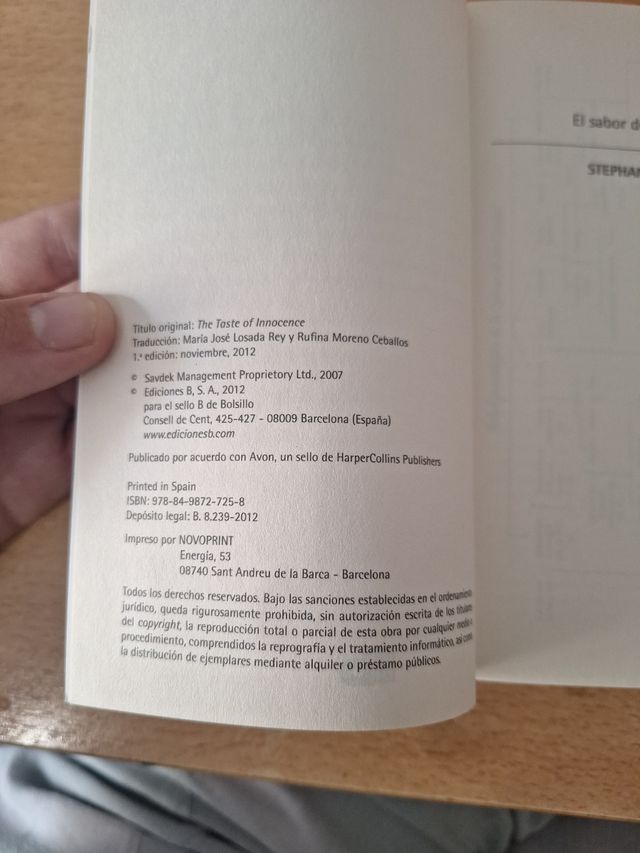 Título original: The Taste of Innocence
Traducción: María José Losada Rey y Rufina Moreno Ceballos
1.ª edición: noviembre, 2012
© Savdek Management Proprietory Ltd., 2007
© Ediciones B, S. A., 2012
para el sello B de Bolsillo
Consell de Cent, 425-427 - 08009 Barcelona (España)
www.edicionesb.com
Publicado por acuerdo con Avon, un sello de HarperCollins Publishers
Printed in Spain
ISBN: 978-84-9872-725-8
Depósito legal: B. 8.239-2012
Impreso por NOVOPRINT
Energía, 53
08740 Sant Andreu de la Barca - Barcelona
Todos los derechos reservados. Bajo las sanciones establecidas en el ordenamiento
jurídico, queda rigurosamente prohibida, sin autorización escrita de los titulares
del copyright, la reproducción total o parcial de esta obra por cualquier medio o
procedimiento, comprendidos la reprografía y el tratamiento informático, así como
la distribución de ejemplares mediante alquiler o préstamo públicos.
El sabor d
STEPHAN